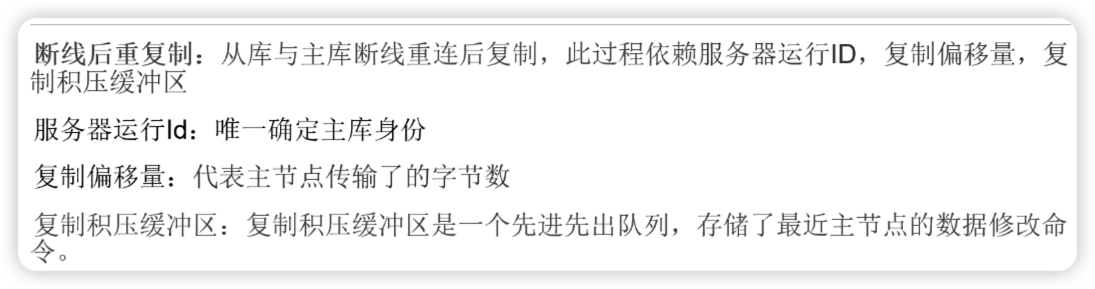 断线后重复制：从库与主库断线重连后复制，此过程依赖服务器运行ID，复制偏移量，复
制积压缓冲区
服务器运行Id：唯一确定主库身份
复制偏移量：代表主节点传输了的字节数
复制积压缓冲区：复制积压缓冲区是一个先进先出队列，存储了最近主节点的数据修改命
令。